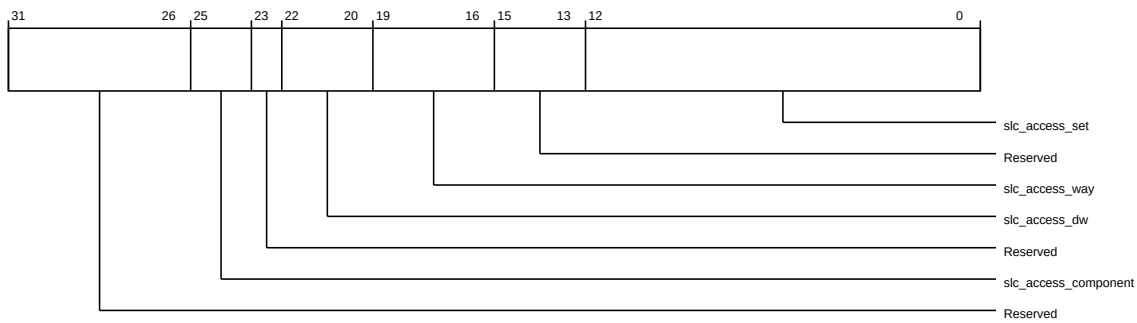 31 26 25 23 22 20 19 16 15 13 12 0
slc_access_set
Reserved
slc_access_way
slc_access_dw
Reserved
slc_access_component
Reserved